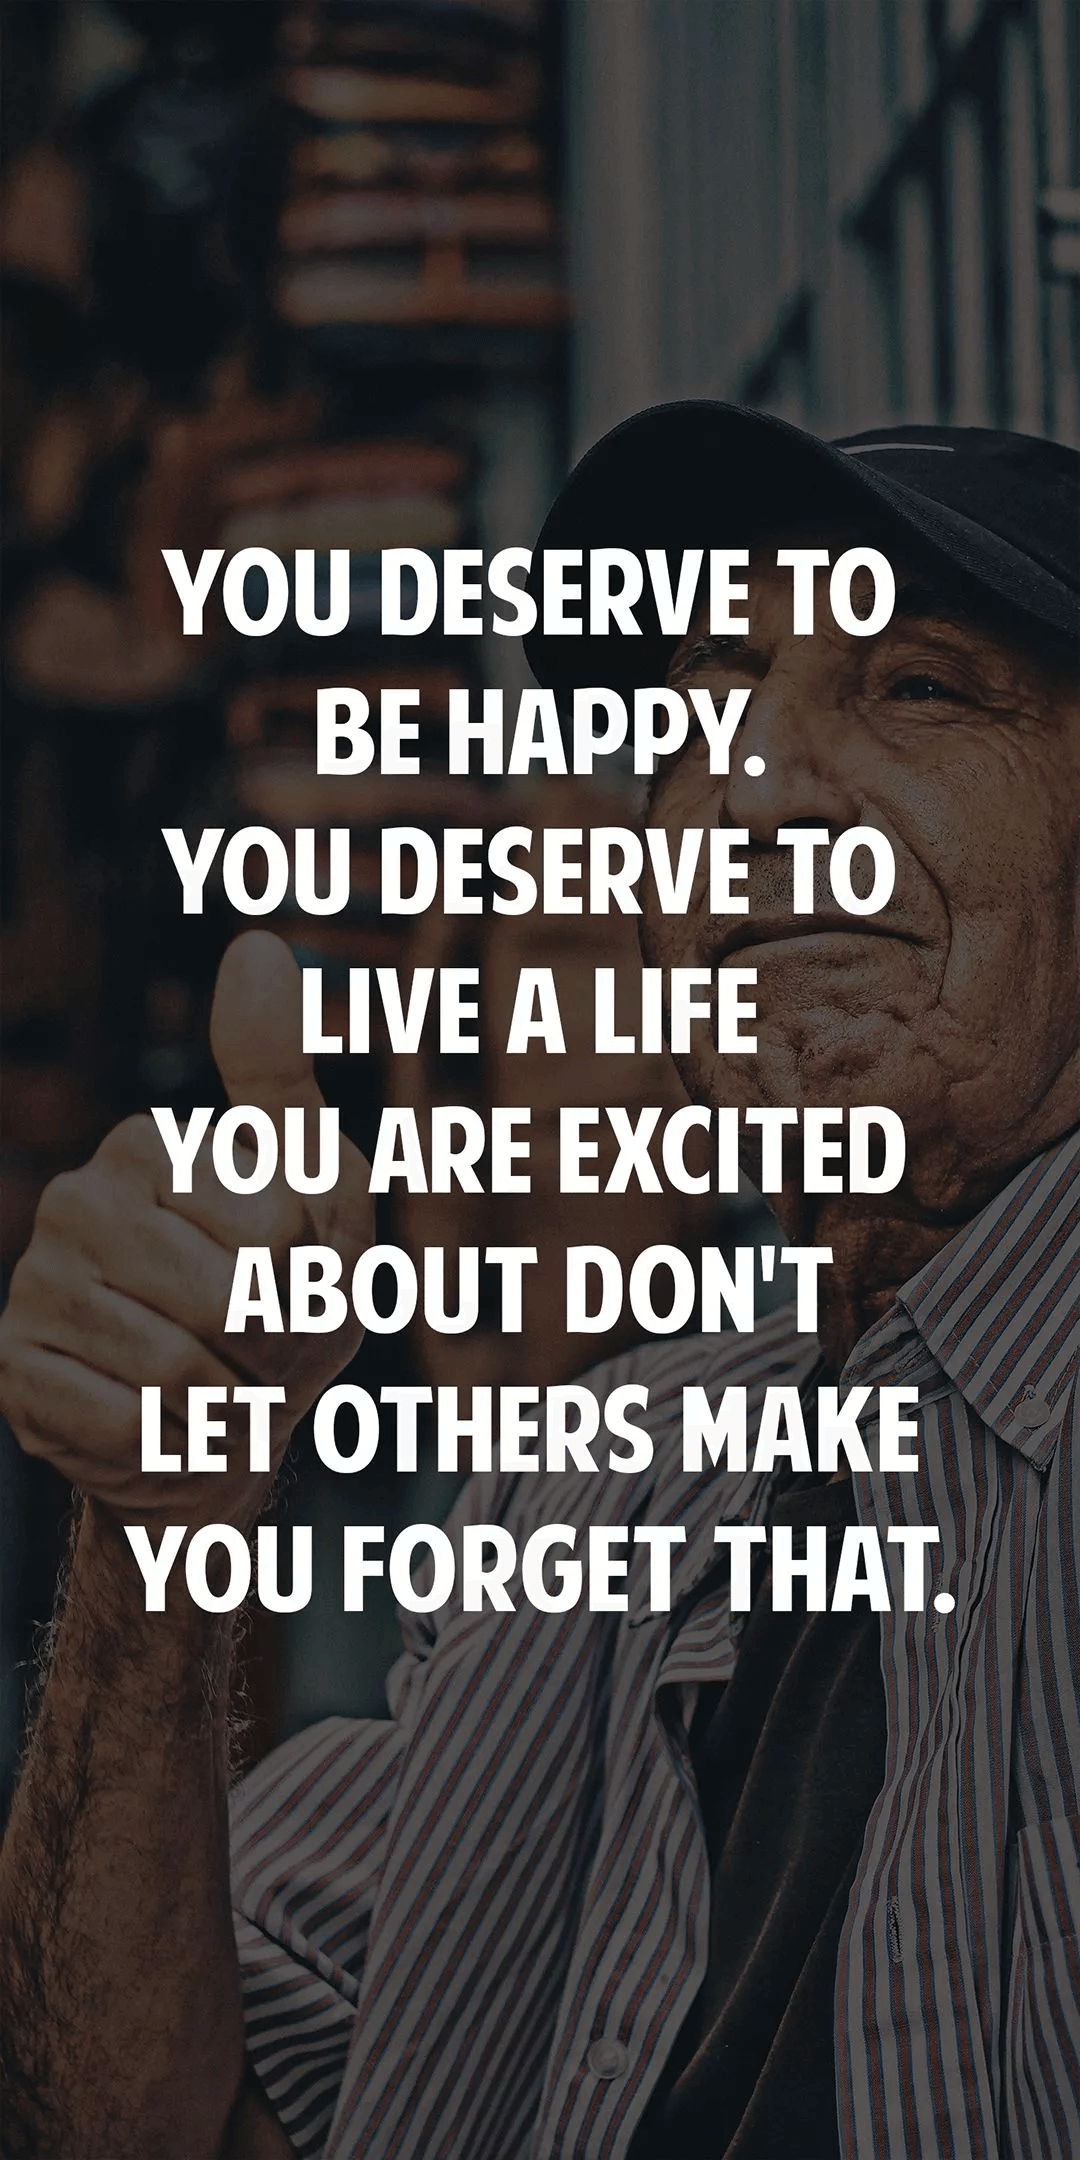 YOU DESERVE TO
BE HAPPY.
YOU DESERVE TO
LIVE A LIFE
YOU ARE EXCITED
ABOUT DON'T
LET OTHERS MAKE
YOU FORGET THAT.